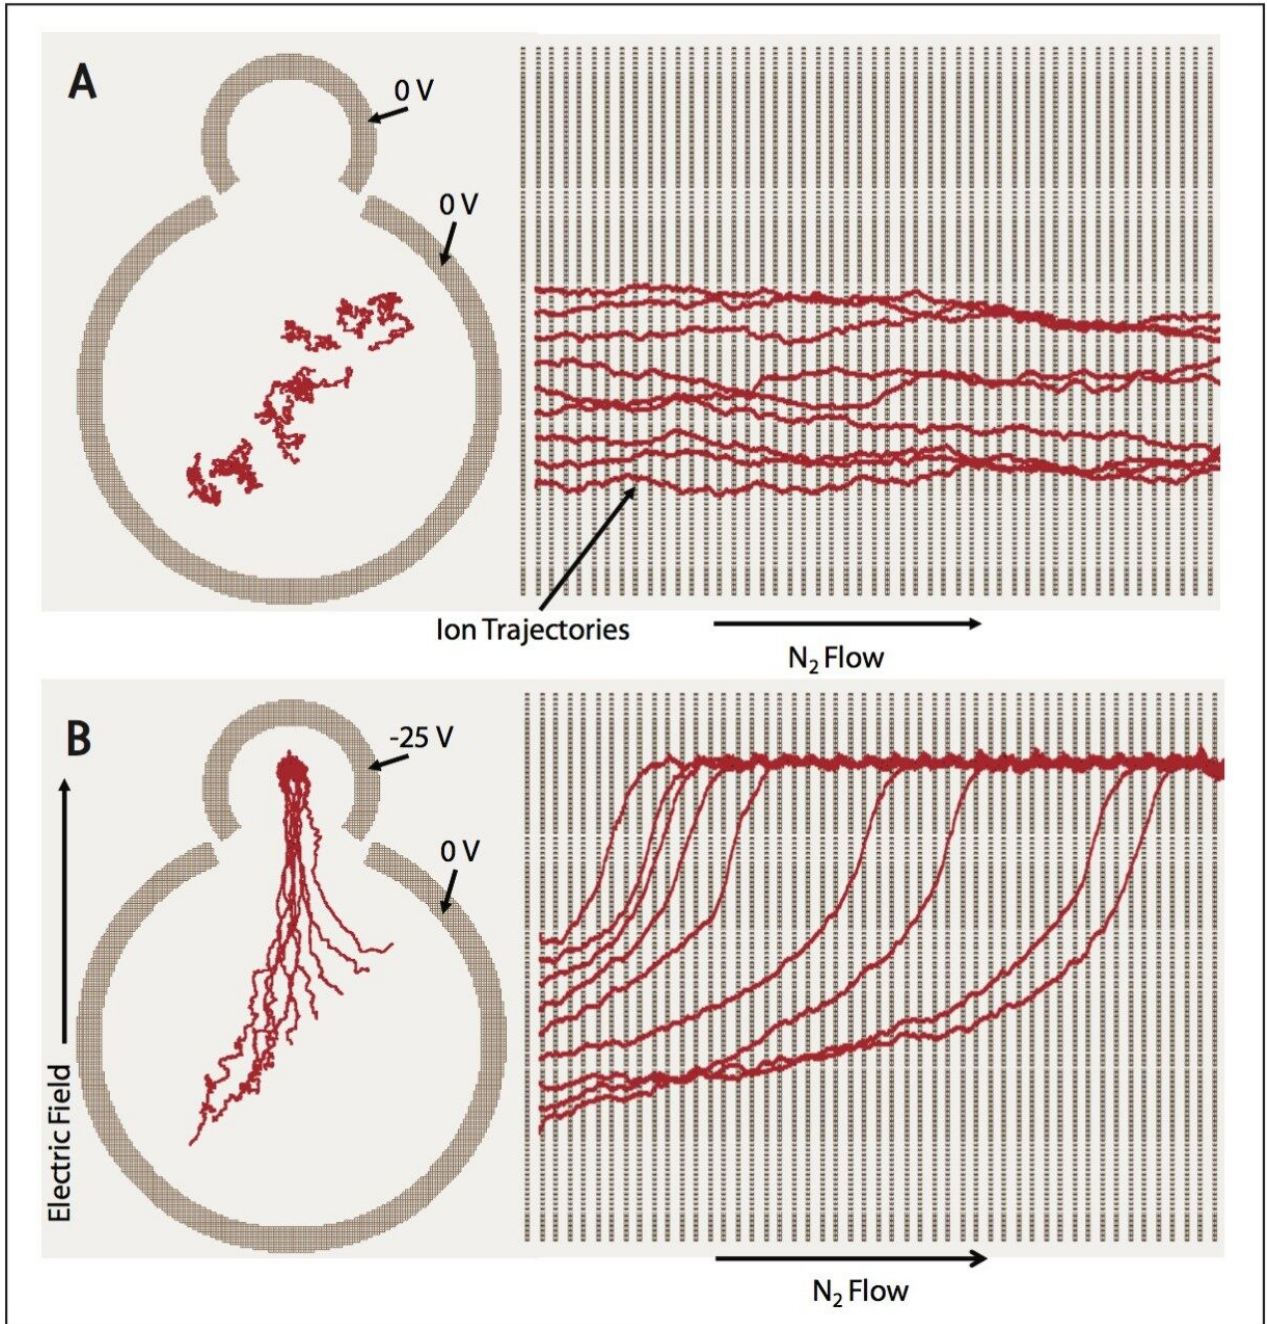 A
0 V
0 V
Ion Trajectories
N₂ Flow
B
-25 V
0 V
Electric Field
N₂ Flow